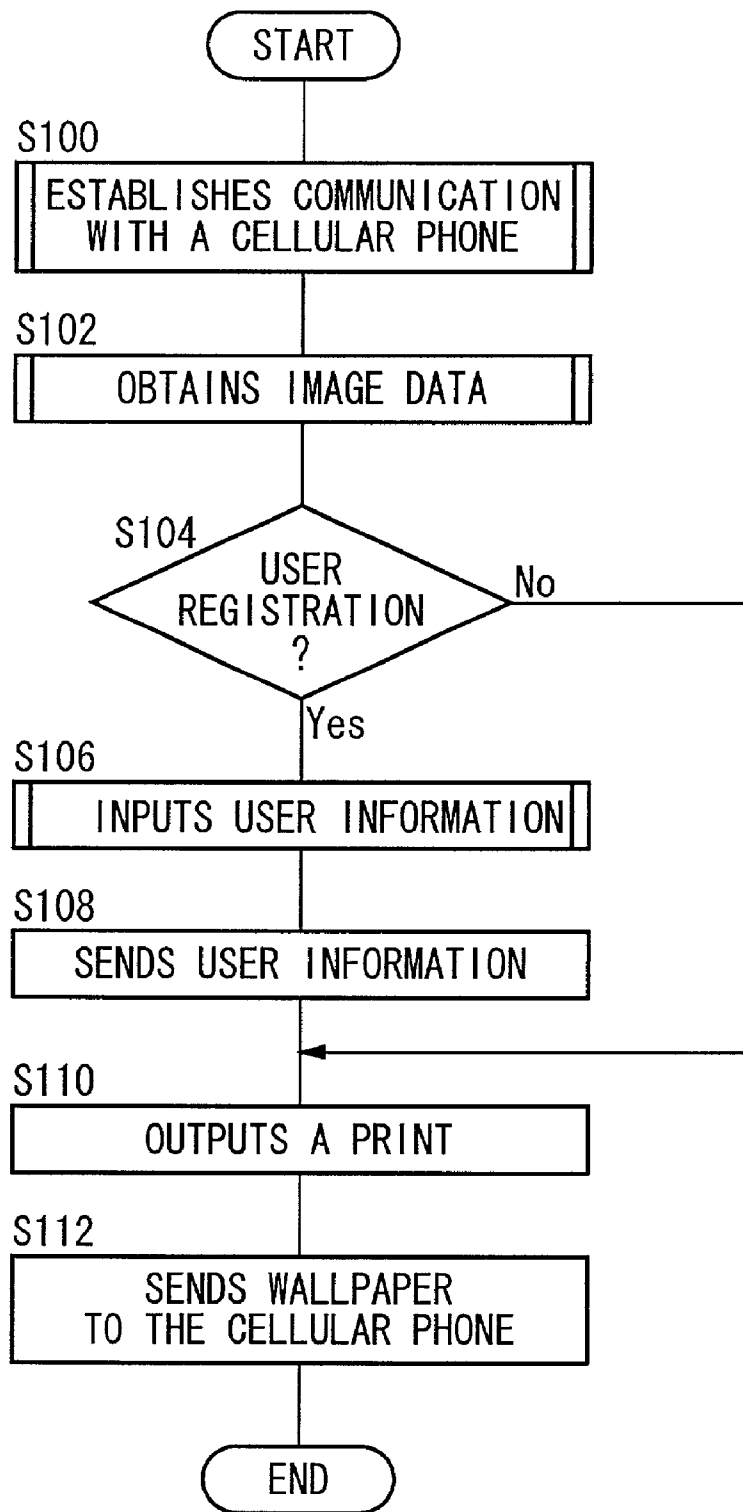 START
S100
ESTABLISHES COMMUNICATION
WITH A CELLULAR PHONE
S102
OBTAINS IMAGE DATA
S104
USER
REGISTRATION
?
No
Yes
S106
INPUTS USER INFORMATION
S108
SENDS USER INFORMATION
S110
OUTPUTS A PRINT
S112
SENDS WALLPAPER
TO THE CELLULAR PHONE
END